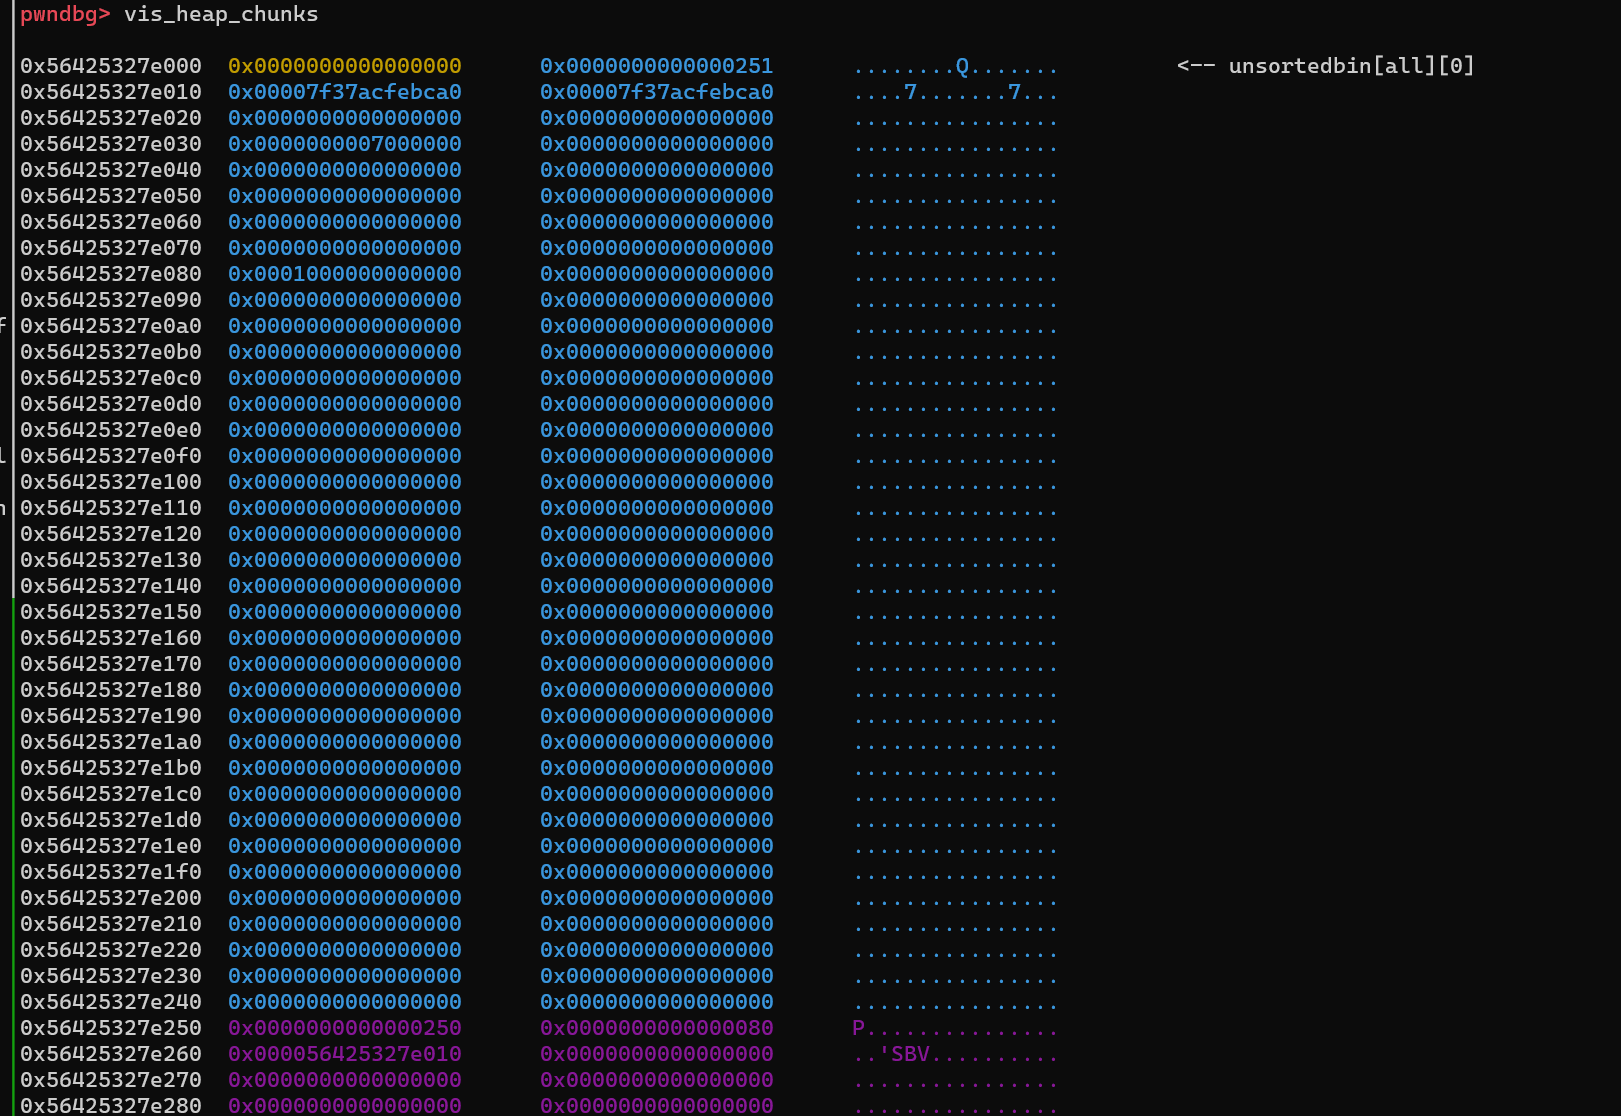 pwndbg> vis_heap_chunks
0x56425327e000 0x0000000000000000 0x0000000000000251 ........Q....... <-- unsortedbin[all][0]
0x56425327e010 0x00007f37acfebca0 0x00007f37acfebca0 ....7.......7...
0x56425327e020 0x0000000000000000 0x0000000000000000 ................
0x56425327e030 0x0000000007000000 0x0000000000000000 ................
0x56425327e040 0x0000000000000000 0x0000000000000000 ................
0x56425327e050 0x0000000000000000 0x0000000000000000 ................
0x56425327e060 0x0000000000000000 0x0000000000000000 ................
0x56425327e070 0x0000000000000000 0x0000000000000000 ................
0x56425327e080 0x0001000000000000 0x0000000000000000 ................
0x56425327e090 0x0000000000000000 0x0000000000000000 ................
f 0x56425327e0a0 0x0000000000000000 0x0000000000000000 ................
0x56425327e0b0 0x0000000000000000 0x0000000000000000 ................
0x56425327e0c0 0x0000000000000000 0x0000000000000000 ................
0x56425327e0d0 0x0000000000000000 0x0000000000000000 ................
0x56425327e0e0 0x0000000000000000 0x0000000000000000 ................
0x56425327e0f0 0x0000000000000000 0x0000000000000000 ................
0x56425327e100 0x0000000000000000 0x0000000000000000 ................
0x56425327e110 0x0000000000000000 0x0000000000000000 ................
0x56425327e120 0x0000000000000000 0x0000000000000000 ................
0x56425327e130 0x0000000000000000 0x0000000000000000 ................
0x56425327e140 0x0000000000000000 0x0000000000000000 ................
0x56425327e150 0x0000000000000000 0x0000000000000000 ................
0x56425327e160 0x0000000000000000 0x0000000000000000 ................
0x56425327e170 0x0000000000000000 0x0000000000000000 ................
0x56425327e180 0x0000000000000000 0x0000000000000000 ................
0x56425327e190 0x0000000000000000 0x0000000000000000 ................
0x56425327e1a0 0x0000000000000000 0x0000000000000000 ................
0x56425327e1b0 0x0000000000000000 0x0000000000000000 ................
0x56425327e1c0 0x0000000000000000 0x0000000000000000 ................
0x56425327e1d0 0x0000000000000000 0x0000000000000000 ................
0x56425327e1e0 0x0000000000000000 0x0000000000000000 ................
0x56425327e1f0 0x0000000000000000 0x0000000000000000 ................
0x56425327e200 0x0000000000000000 0x0000000000000000 ................
0x56425327e210 0x0000000000000000 0x0000000000000000 ................
0x56425327e220 0x0000000000000000 0x0000000000000000 ................
0x56425327e230 0x0000000000000000 0x0000000000000000 ................
0x56425327e240 0x0000000000000000 0x0000000000000000 ................
0x56425327e250 0x0000000000000250 0x0000000000000080 P...............
0x56425327e260 0x000056425327e010 0x0000000000000000 ..'SBV..........
0x56425327e270 0x0000000000000000 0x0000000000000000 ................
0x56425327e280 0x0000000000000000 0x0000000000000000 ................